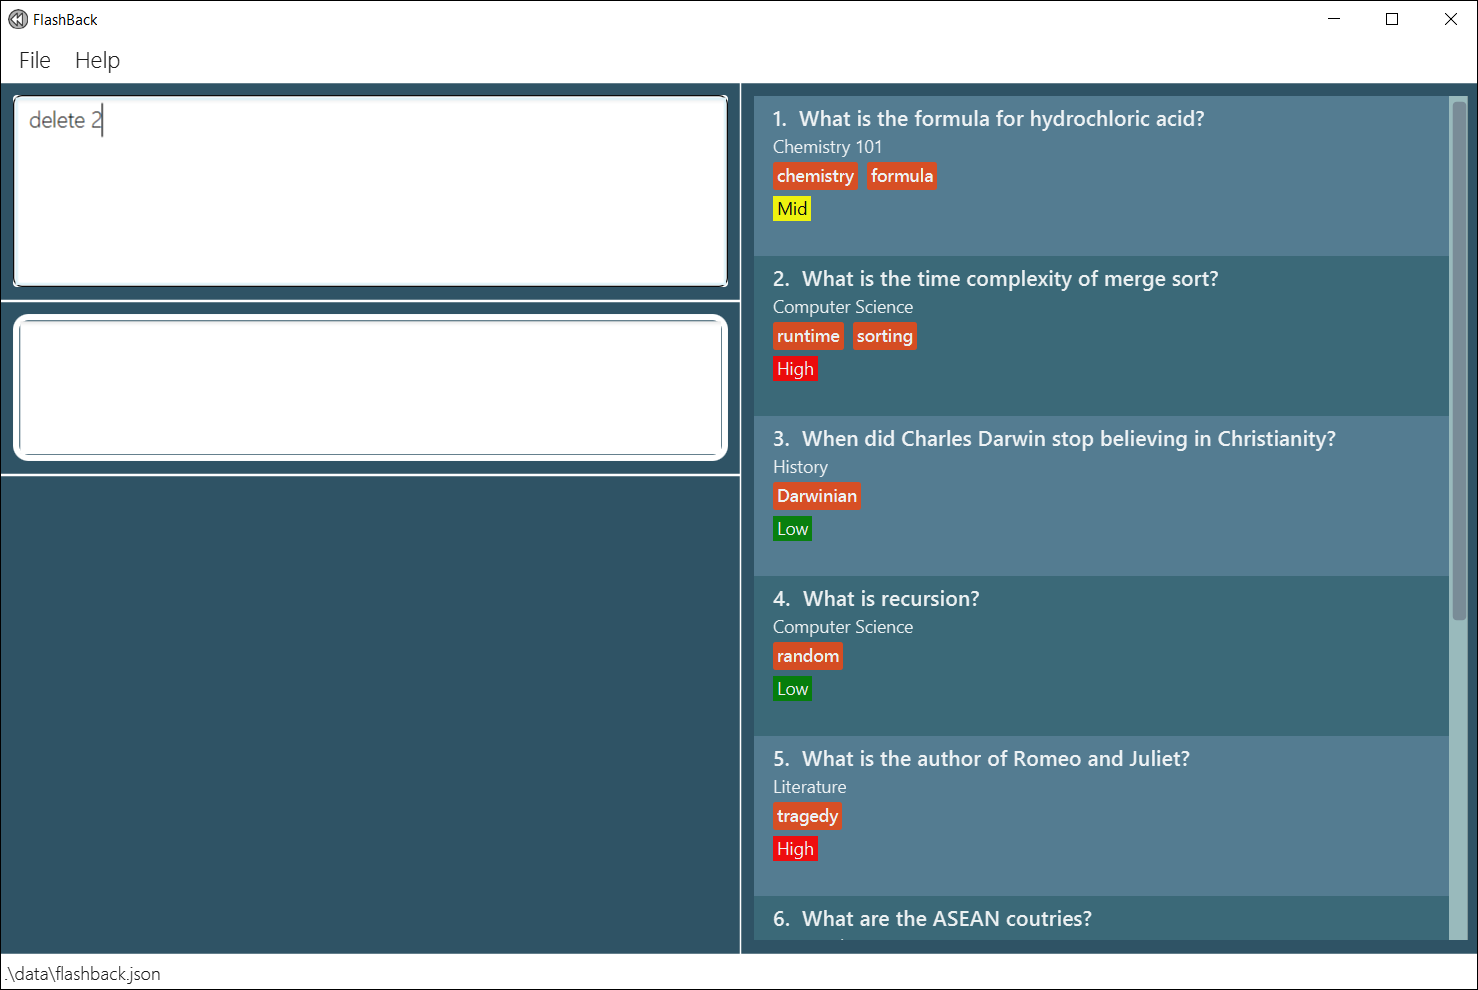 FlashBack
File Help
delete 2
1. What is the formula for hydrochloric acid?
Chemistry 101
chemistry formula
Mid
2. What is the time complexity of merge sort?
Computer Science
runtime sorting
High
3. When did Charles Darwin stop believing in Christianity?
History
Darwinian
Low
4. What is recursion?
Computer Science
random
Low
5. What is the author of Romeo and Juliet?
Literature
tragedy
High
6. What are the ASEAN coutries?
.\data\flashback.json